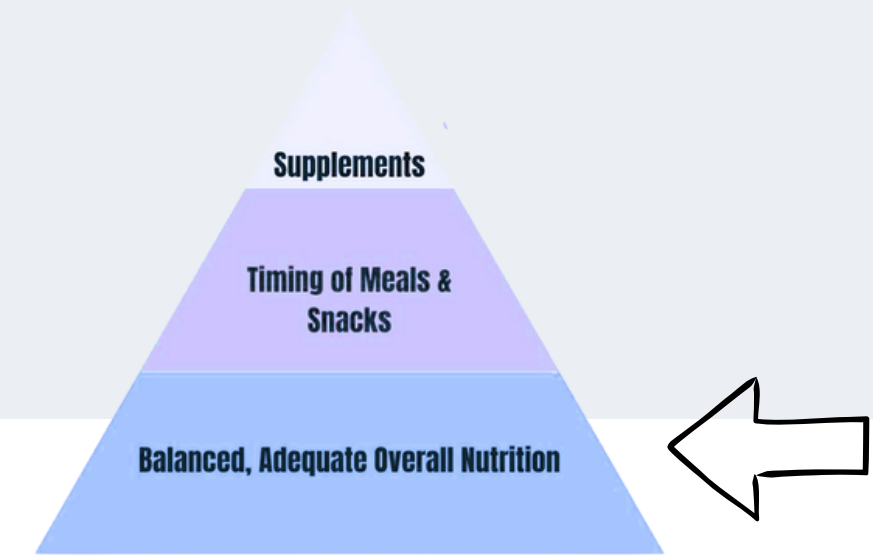 Supplements
Timing of Meals &
Snacks
Balanced, Adequate Overall Nutrition